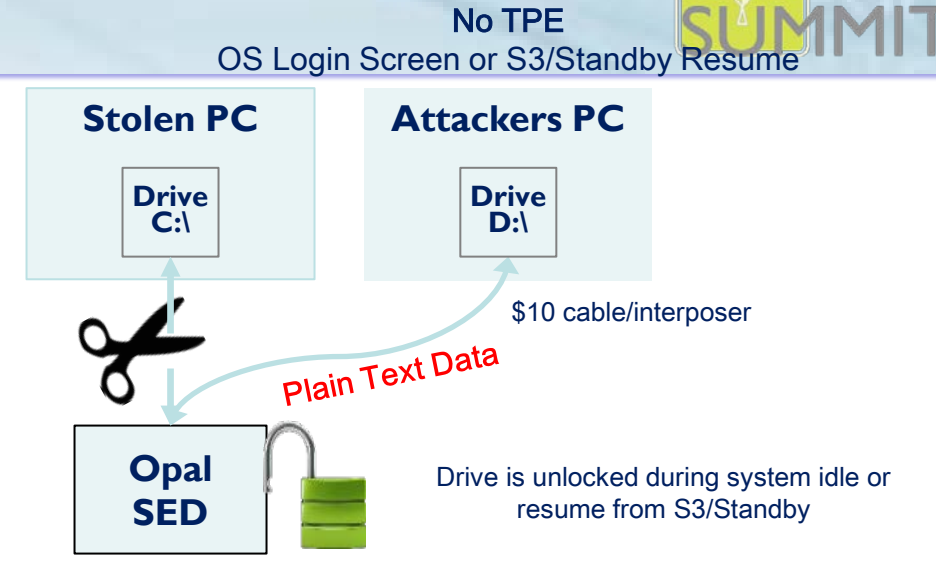 No TPE
SUMMIT
OS Login Screen or S3/Standby Resume
Stolen PC
Attackers PC
Drive
C:\
Drive
D:\
$10 cable/interposer
Plain Text Data
Opal
SED
Drive is unlocked during system idle or
resume from S3/Standby